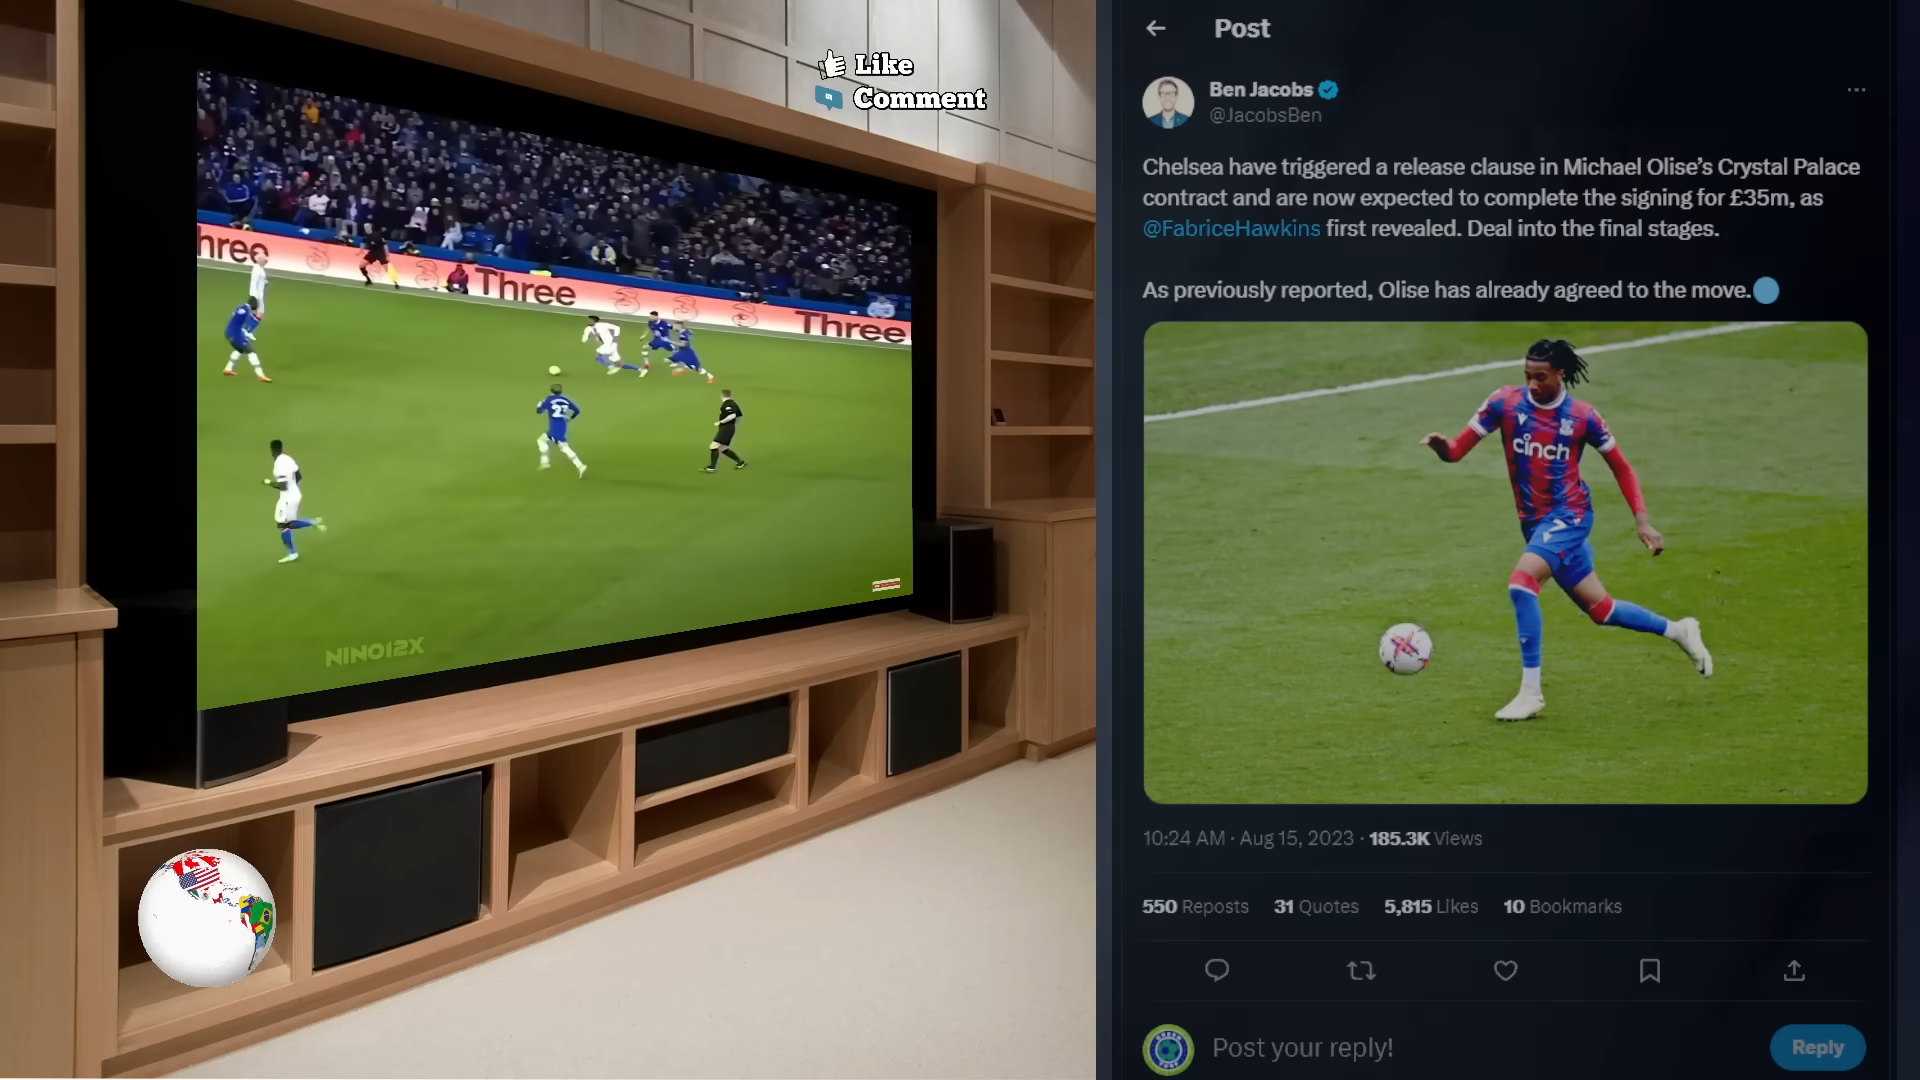 Like
Comment
hree
Three
Three
NINO12X
Post
Ben Jacobs
@JacobsBen
Chelsea have triggered a release clause in Michael Olise’s Crystal Palace
contract and are now expected to complete the signing for £35m, as
@FabriceHawkins first revealed. Deal into the final stages.
As previously reported, Olise has already agreed to the move.
cinch
7
10:24 AM · Aug 15, 2023 · 185.3K Views
550 Reposts 31 Quotes 5,815 Likes 10 Bookmarks
Post your reply!
Reply